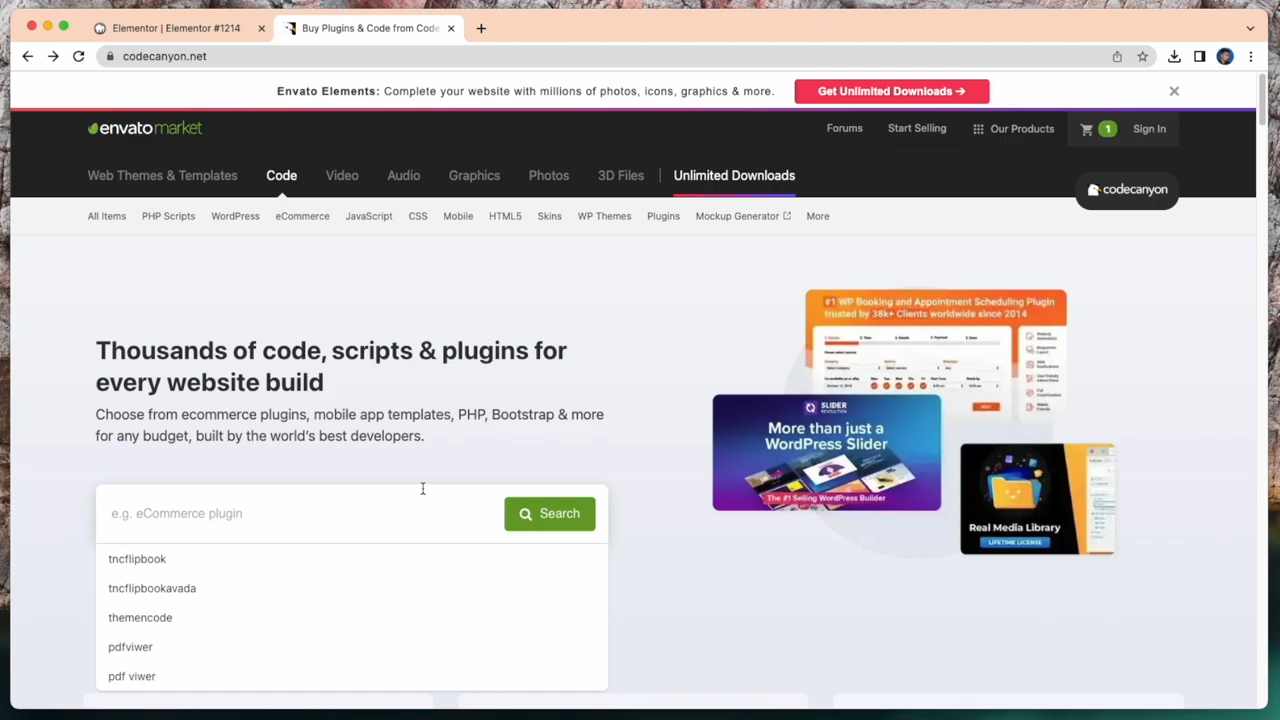 Elementor | Elementor #1214
Buy Plugins & Code from Code
codecanyon.net
Envato Elements: Complete your website with millions of photos, icons, graphics & more.
Get Unlimited Downloads →
envatomarket
Forums
Start Selling
Our Products
1
Sign In
Web Themes & Templates
Code
Video
Audio
Graphics
Photos
3D Files
Unlimited Downloads
codecanyon
All Items
PHP Scripts
WordPress
eCommerce
JavaScript
CSS
Mobile
HTML5
Skins
WP Themes
Plugins
Mockup Generator
More
Thousands of code, scripts & plugins for
every website build
Choose from ecommerce plugins, mobile app templates, PHP, Bootstrap & more
for any budget, built by the world's best developers.
e.g. eCommerce plugin
Search
tncflipbook
tncflipbookavada
themencode
pdfviwer
pdf viwer
#1 WP Booking and Appointment Scheduling Plugin
trusted by 38k+ Clients worldwide since 2014
SLIDER
REVOLUTION
More than just a
WordPress Slider
The #1 Selling WordPress Builder
Real Media Library
LIFETIME LICENSE